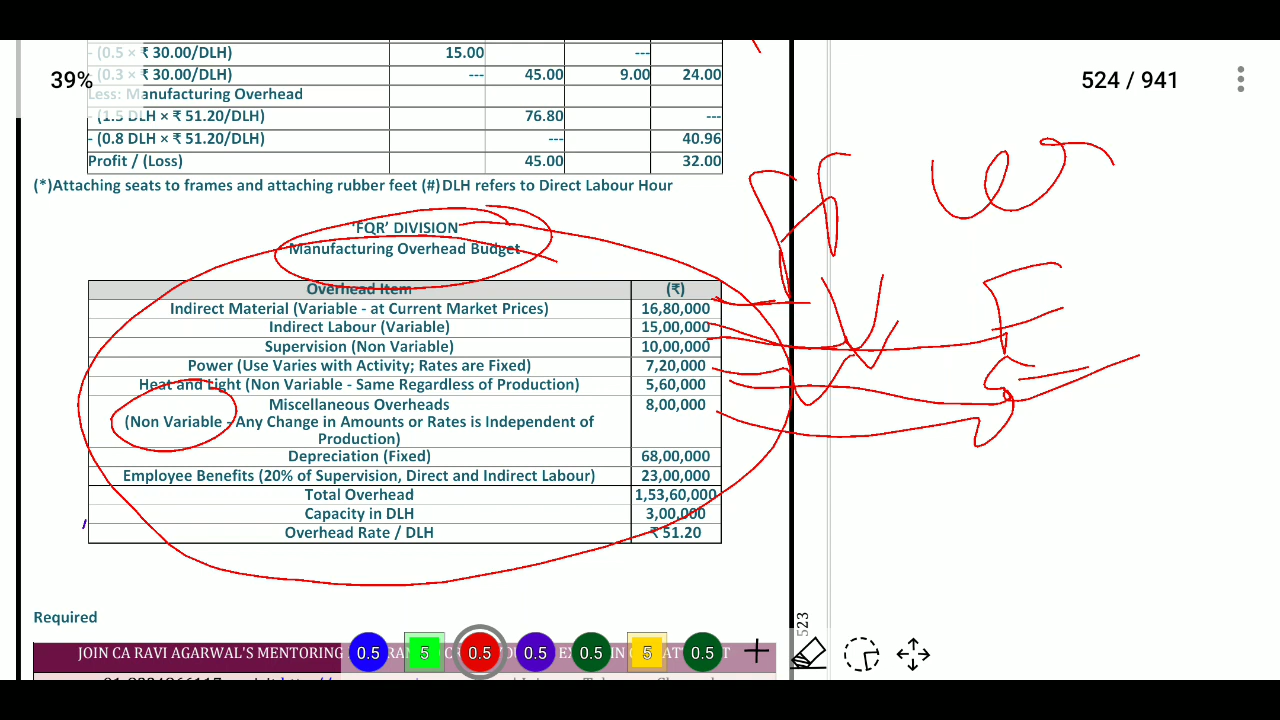 - (0.5 × ₹ 30.00/DLH) 15.00 ---
39% 524 / 941
(0.3 × ₹ 30.00/DLH) --- 45.00 9.00 24.00
Less: Manufacturing Overhead
- (1.5 DLH × ₹ 51.20/DLH) 76.80 ---
- (0.8 DLH × ₹ 51.20/DLH) --- 40.96
Profit / (Loss) 45.00 32.00
(*)Attaching seats to frames and attaching rubber feet (#)DLH refers to Direct Labour Hour
'FQR' DIVISION
Manufacturing Overhead Budget
Overhead Item (₹)
Indirect Material (Variable - at Current Market Prices) 16,80,000
Indirect Labour (Variable) 15,00,000
Supervision (Non Variable) 10,00,000
Power (Use Varies with Activity; Rates are Fixed) 7,20,000
Heat and Light (Non Variable - Same Regardless of Production) 5,60,000
Miscellaneous Overheads 8,00,000
(Non Variable - Any Change in Amounts or Rates is Independent of
Production)
Depreciation (Fixed) 68,00,000
Employee Benefits (20% of Supervision, Direct and Indirect Labour) 23,00,000
Total Overhead 1,53,60,000
Capacity in DLH 3,00,000
Overhead Rate / DLH ₹ 51.20
Required
523
JOIN CA RAVI AGARWAL'S MENTORING
0.5 5 0.5 0.5 0.5 5 0.5